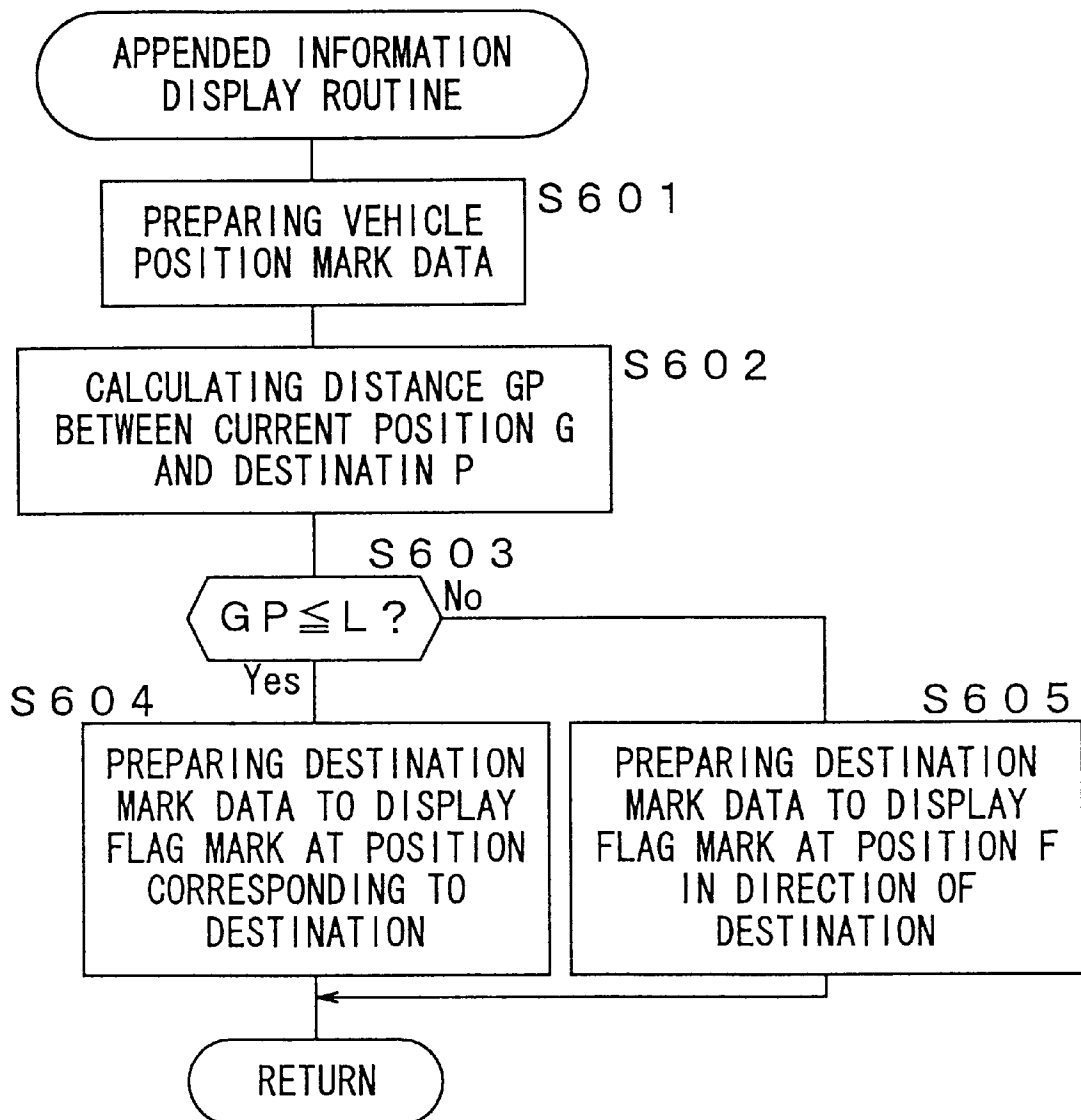 APPENDED INFORMATION
DISPLAY ROUTINE
S601
PREPARING VEHICLE
POSITION MARK DATA
S602
CALCULATING DISTANCE GP
BETWEEN CURRENT POSITION G
AND DESTINATIN P
S603
GP≦L?
No
Yes
S604
PREPARING DESTINATION
MARK DATA TO DISPLAY
FLAG MARK AT POSITION
CORRESPONDING TO
DESTINATION
S605
PREPARING DESTINATION
MARK DATA TO DISPLAY
FLAG MARK AT POSITION F
IN DIRECTION OF
DESTINATION
RETURN